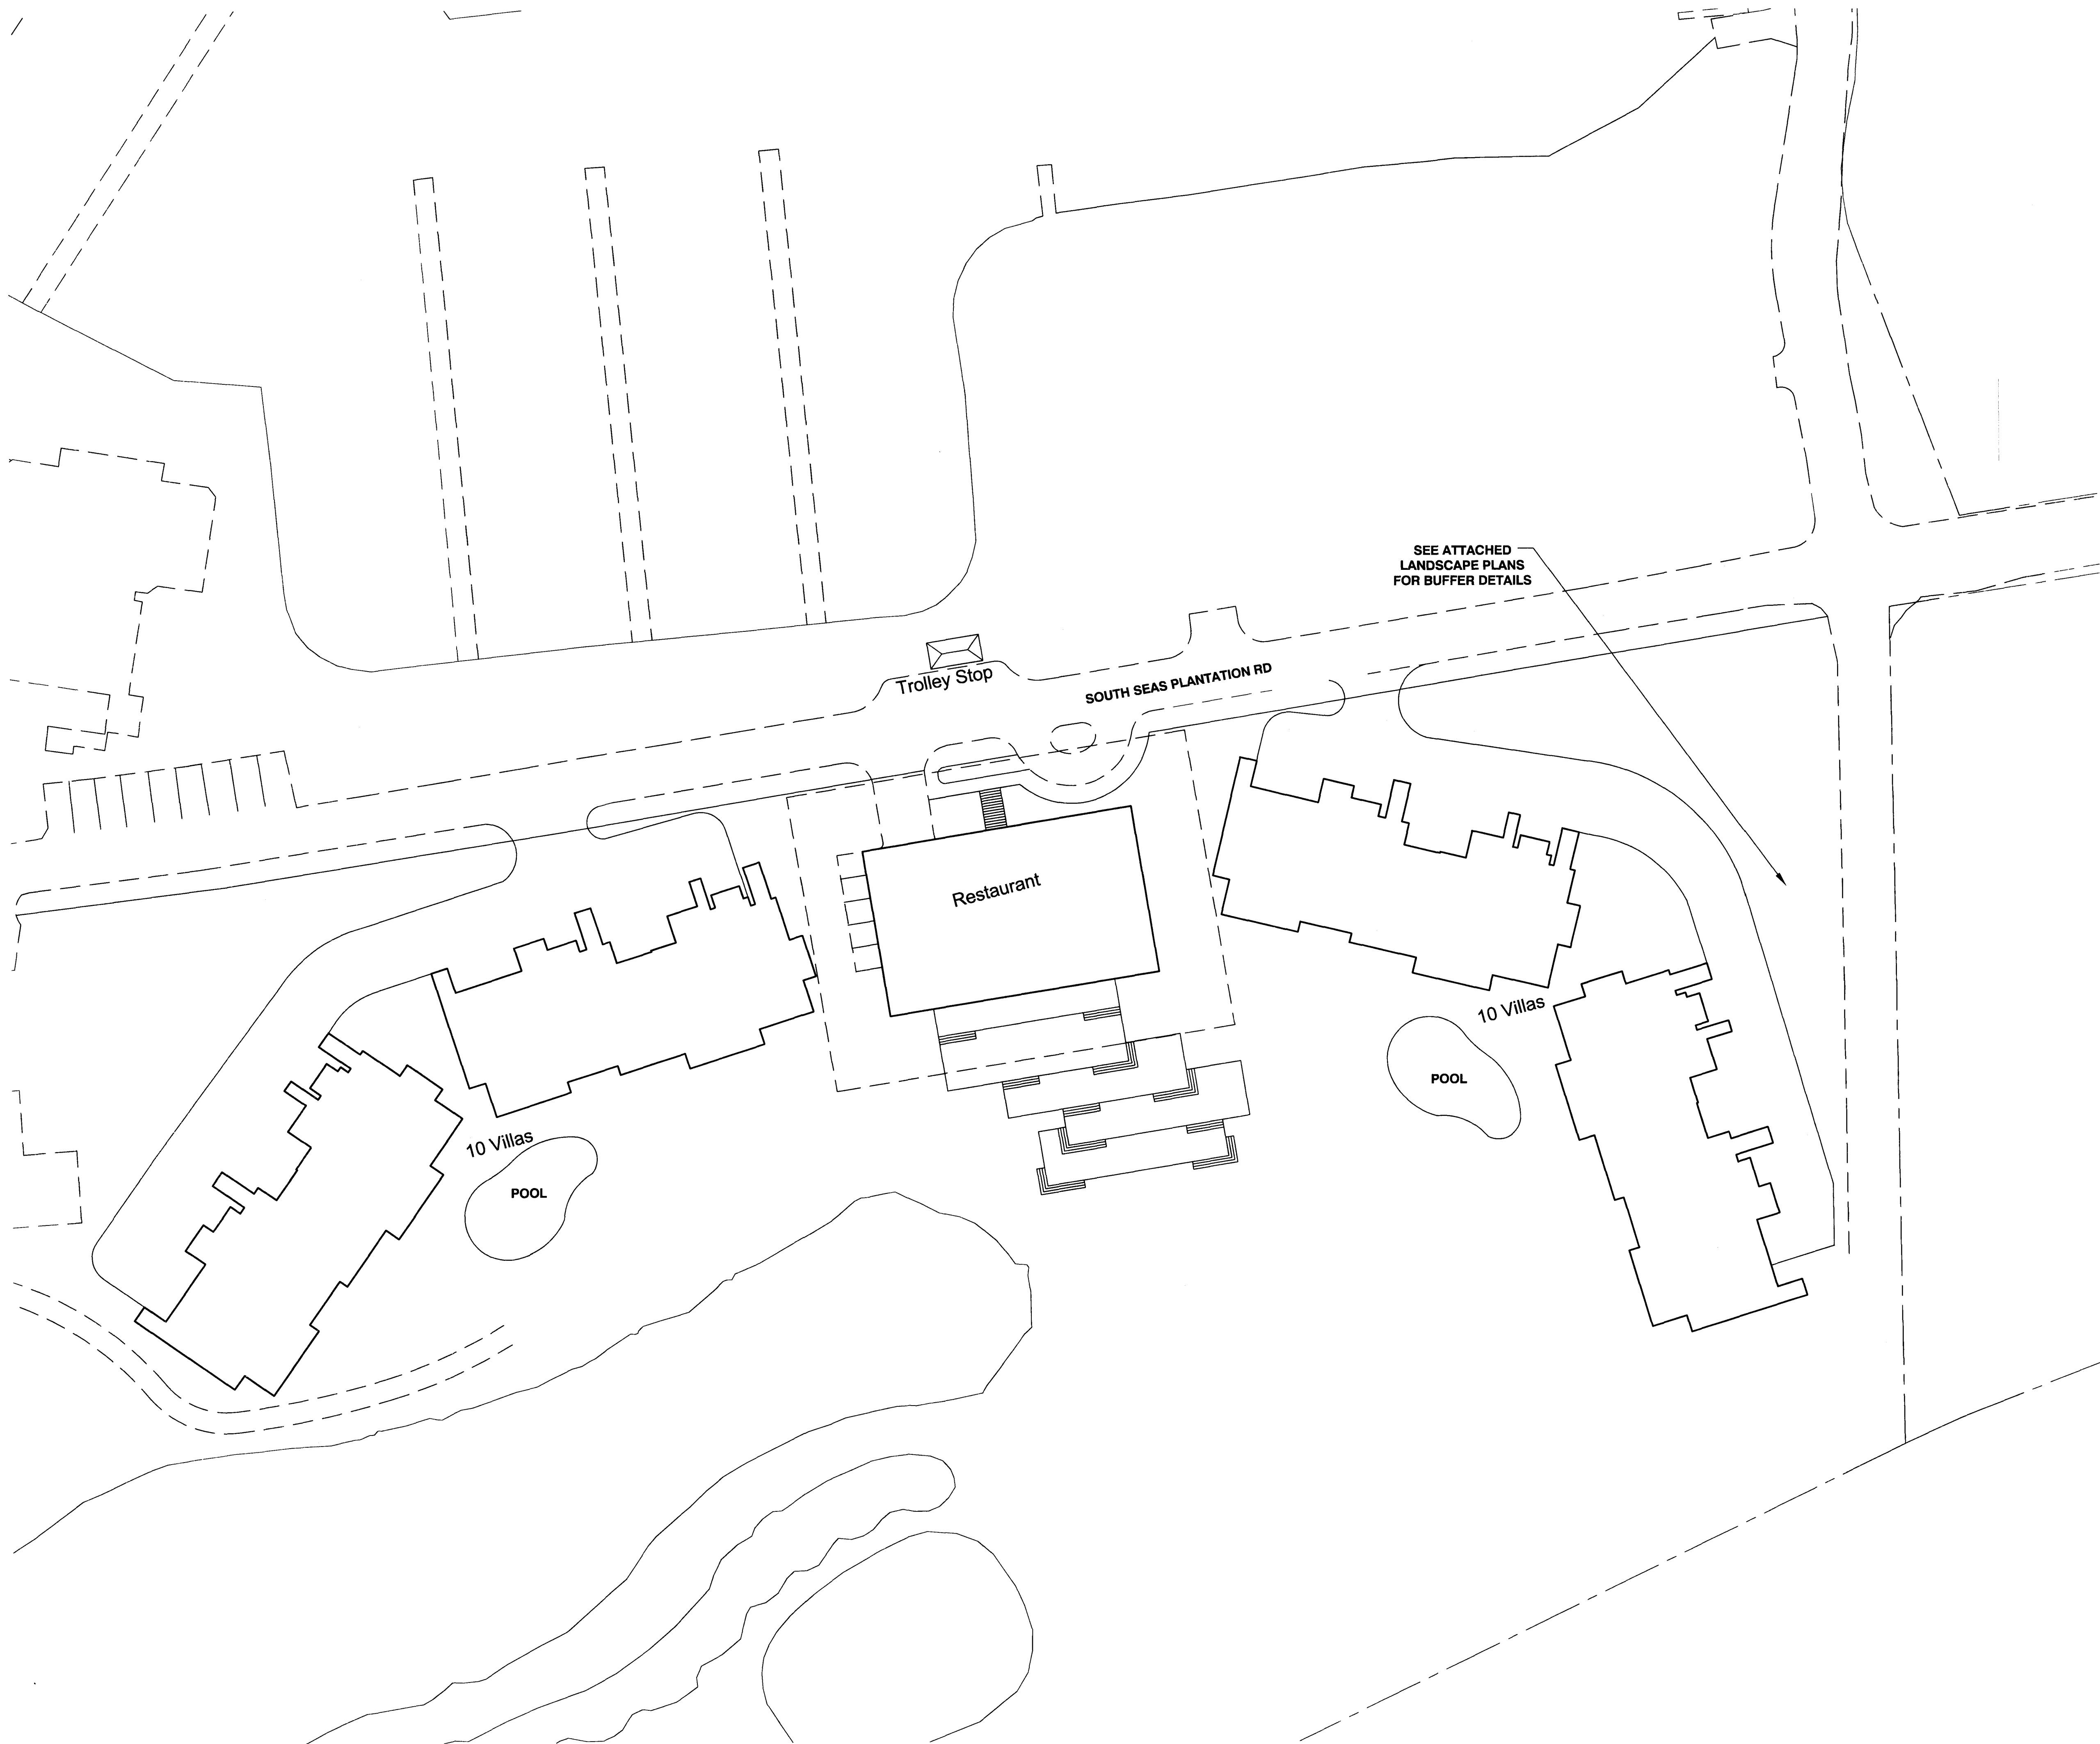 SEE ATTACHED
LANDSCAPE PLANS
FOR BUFFER DETAILS
Trolley Stop
SOUTH SEAS PLANTATION RD
Restaurant
10 Villas
POOL
10 Villas
POOL